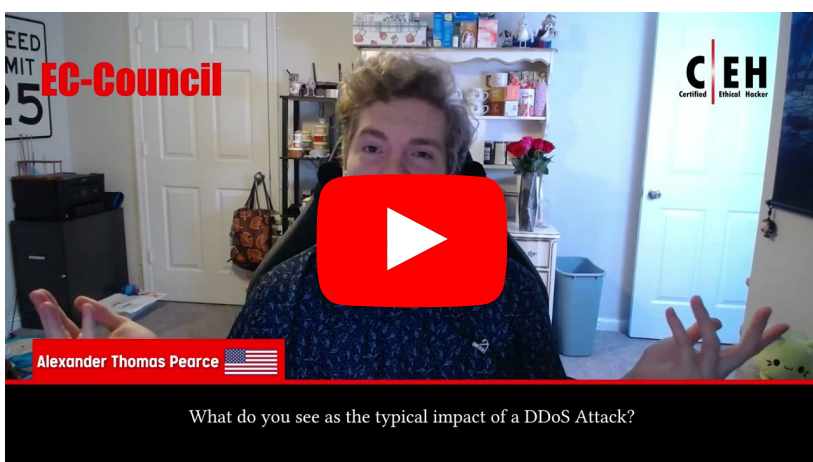 EED
MIT
25
EC-Council
C EH
Certified Ethical Hacker
Alexander Thomas Pearce
What do you see as the typical impact of a DDoS Attack?